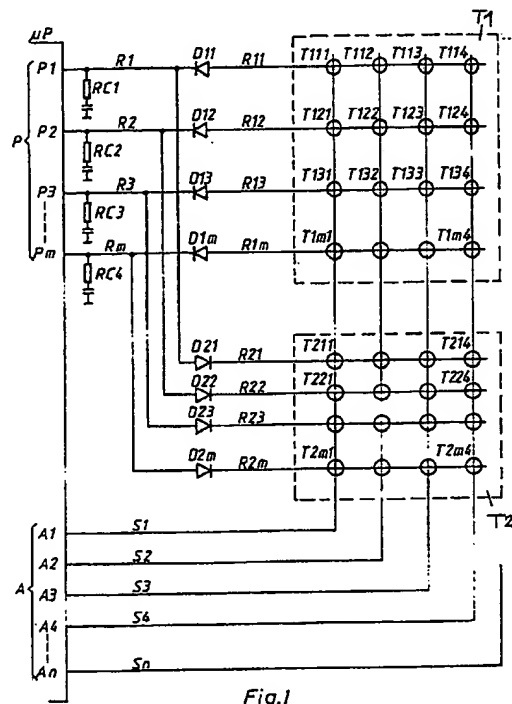 T1
µP
P1 R1 D11 R11 T111 T112 T113 T114
RC1
P2 R2 D12 R12 T121 T122 T123 T124
P
RC2
P3 R3 D13 R13 T131 T132 T133 T134
RC3
Pm Rm D1m R1m T1m1 T1m4
RC4
D21 R21 T211 T214
D22 R22 T221 T224
D23 R23
D2m R2m T2m1 T2m4
T2
A1 S1
A2 S2
A A3 S3
A4 S4
An Sn
Fig.1